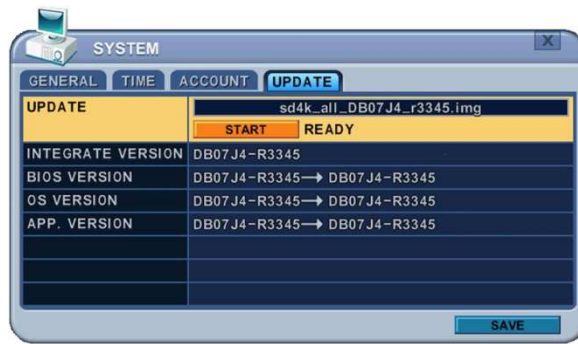 SYSTEM
X
GENERAL TIME ACCOUNT UPDATE
UPDATE sd4k_all_DB07J4_r3345.img
START READY
INTEGRATE VERSION DB07J4-R3345
BIOS VERSION DB07J4-R3345→ DB07J4-R3345
OS VERSION DB07J4-R3345→ DB07J4-R3345
APP. VERSION DB07J4-R3345→ DB07J4-R3345
SAVE